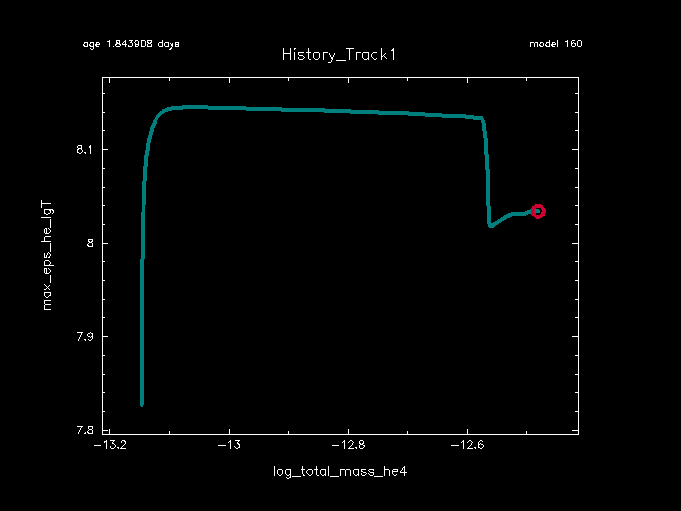 age 1.843908 days
model 160
History_Track1
8.1
8
7.9
7.8
max_eps_he_lgT
−13.2
−13
−12.8
−12.6
log_total_mass_he4